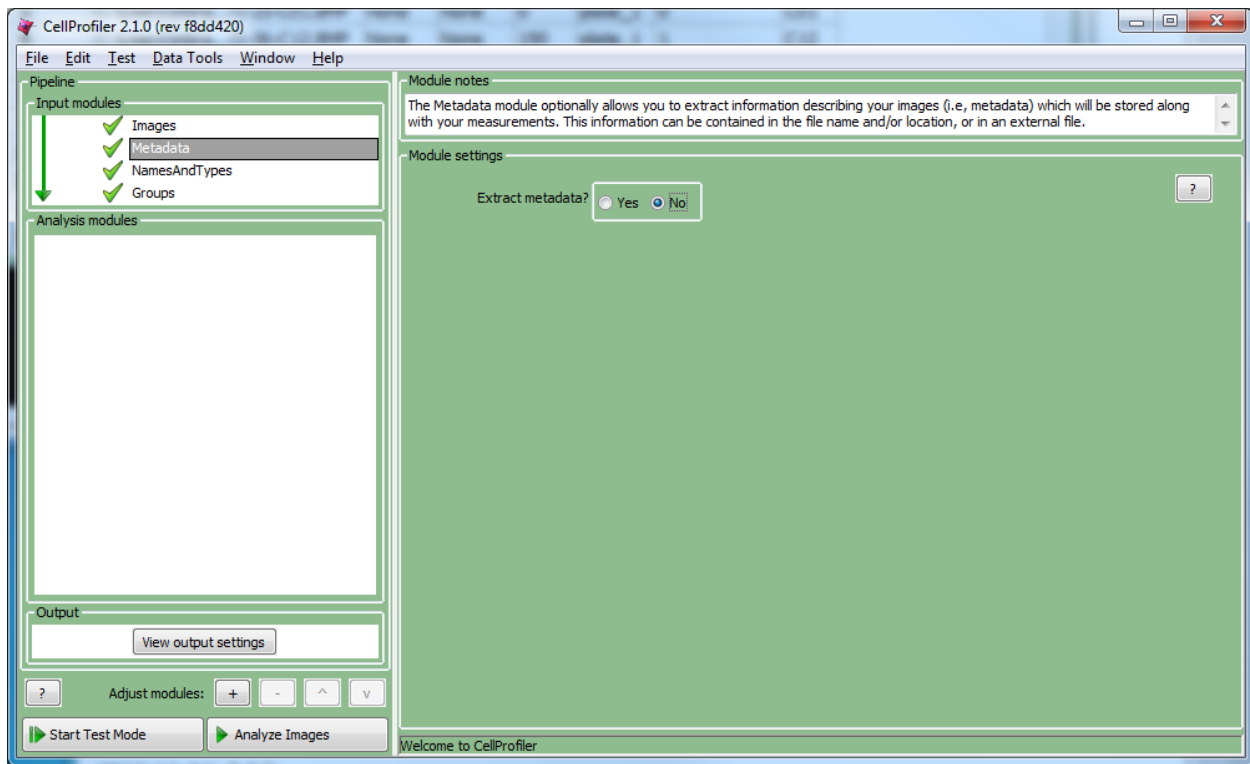 CellProfiler 2.1.0 (rev f8dd420)
File Edit Test Data Tools Window Help
Pipeline
Input modules
Images
Metadata
NamesAndTypes
Groups
Analysis modules
Output
View output settings
? Adjust modules: + - ^ v
Start Test Mode Analyze Images
Module notes
The Metadata module optionally allows you to extract information describing your images (i.e, metadata) which will be stored along
with your measurements. This information can be contained in the file name and/or location, or in an external file.
Module settings
Extract metadata? Yes No ?
Welcome to CellProfiler